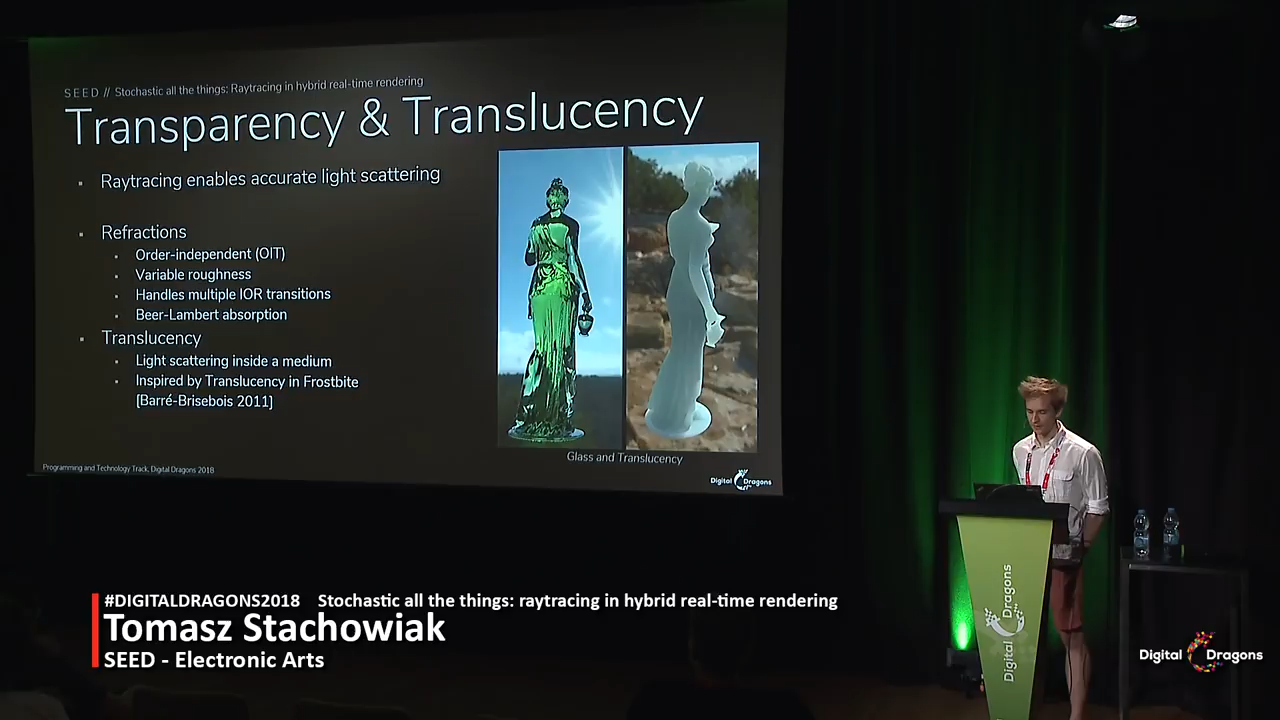 SEED // Stochastic all the things: Raytracing in hybrid real-time rendering
Transparency & Translucency
▪ Raytracing enables accurate light scattering
▪ Refractions
▪ Order-independent (OIT)
▪ Variable roughness
▪ Handles multiple IOR transitions
▪ Beer-Lambert absorption
▪ Translucency
▪ Light scattering inside a medium
▪ Inspired by Translucency in Frostbite
[Barré-Brisebois 2011]
Glass and Translucency
Programming and Technology Track, Digital Dragons 2018
Digital Dragons
#DIGITALDRAGONS2018 Stochastic all the things: raytracing in hybrid real-time rendering
Tomasz Stachowiak
SEED - Electronic Arts
Digital Dragons
Digital Dragons